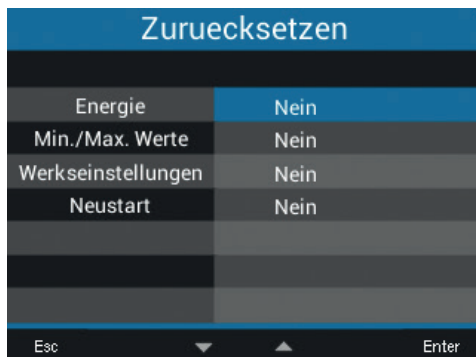 Zuruecksetzen
Energie Nein
Min./Max. Werte Nein
Werkseinstellungen Nein
Neustart Nein
Esc Enter